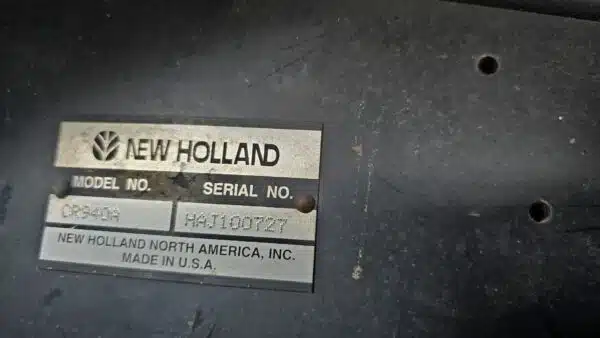 NEW HOLLAND
MODEL NO. SERIAL NO.
CR940A HAJ100727
NEW HOLLAND NORTH AMERICA, INC.
MADE IN U.S.A.